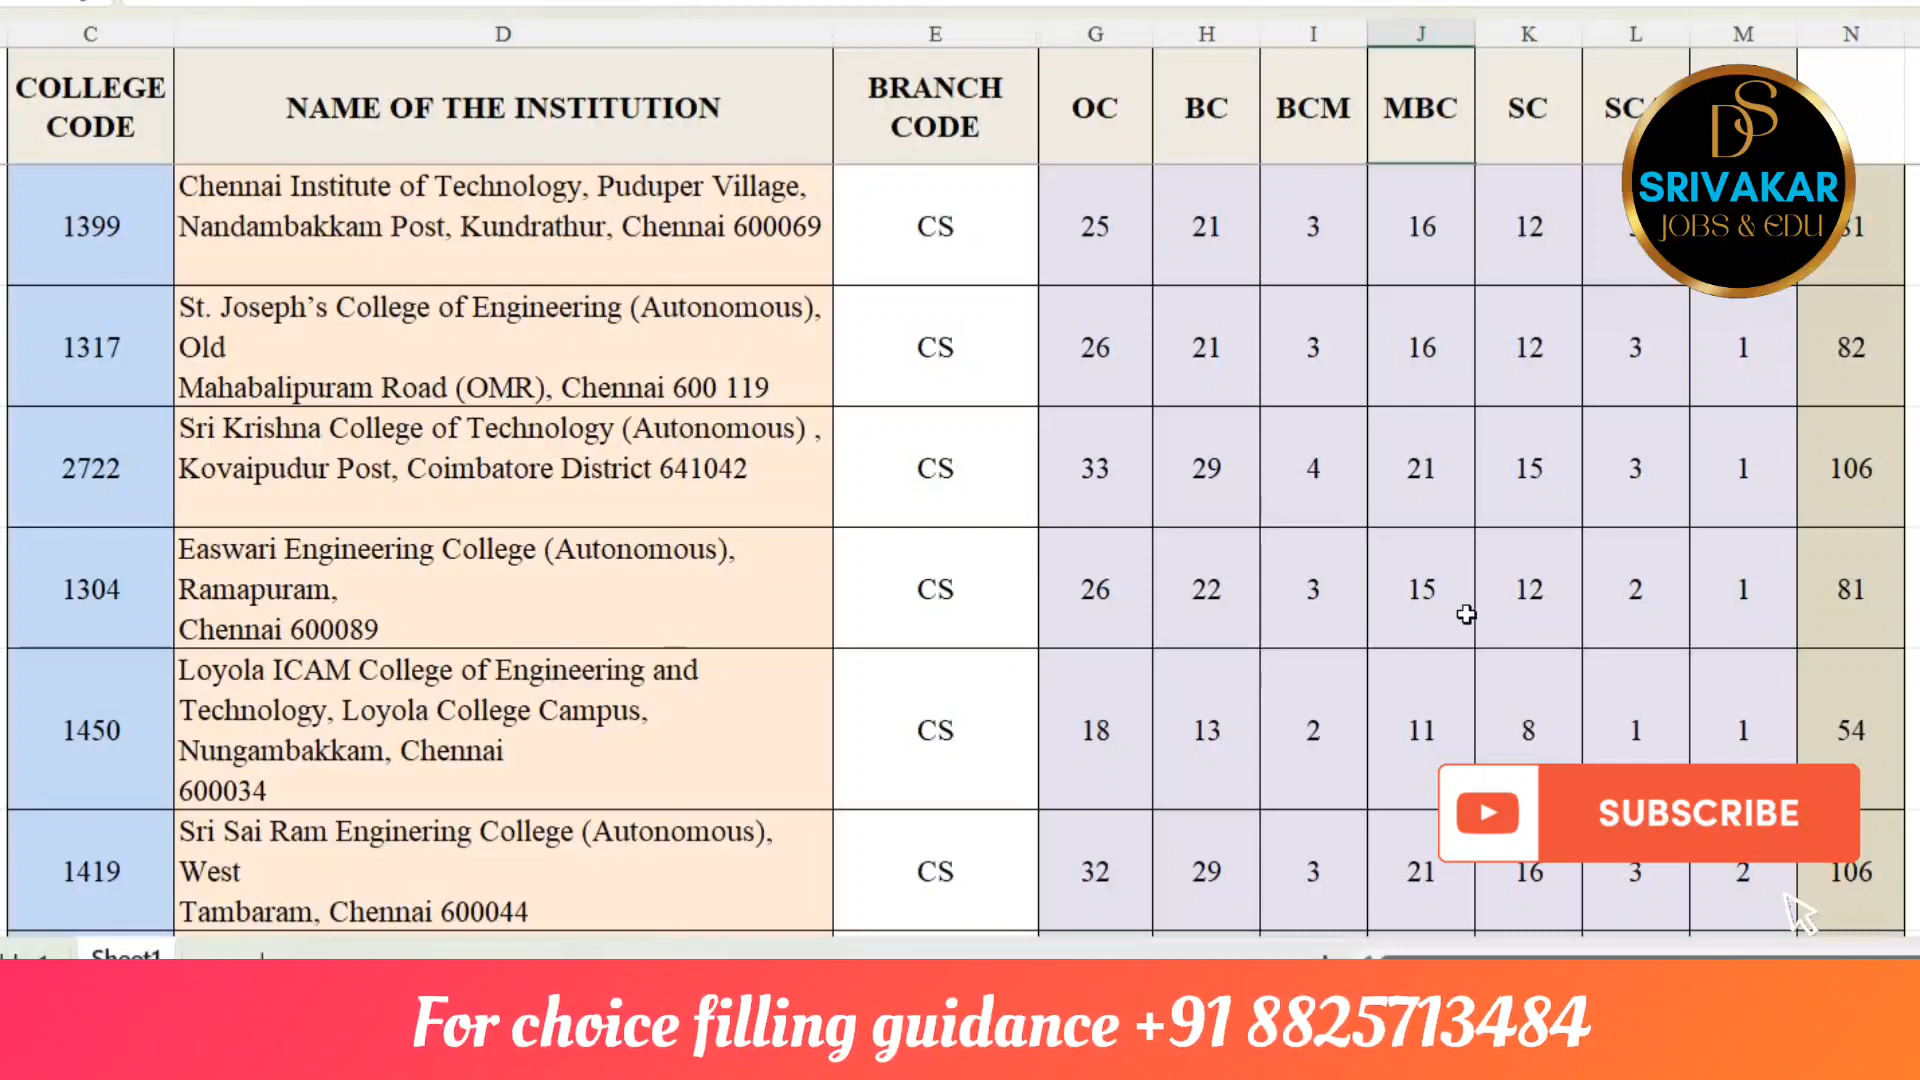 C D E G H I J K L M N
COLLEGE CODE NAME OF THE INSTITUTION BRANCH CODE OC BC BCM MBC SC
DS
SRIVAKAR
JOBS & EDU
1399 Chennai Institute of Technology, Puduper Village,
Nandambakkam Post, Kundrathur, Chennai 600069 CS 25 21 3 16 12
1317 St. Joseph’s College of Engineering (Autonomous),
Old
Mahabalipuram Road (OMR), Chennai 600 119 CS 26 21 3 16 12 3 1 82
2722 Sri Krishna College of Technology (Autonomous) ,
Kovaipudur Post, Coimbatore District 641042 CS 33 29 4 21 15 3 1 106
1304 Easwari Engineering College (Autonomous),
Ramapuram,
Chennai 600089 CS 26 22 3 15 12 2 1 81
1450 Loyola ICAM College of Engineering and
Technology, Loyola College Campus,
Nungambakkam, Chennai
600034 CS 18 13 2 11 8 1 1 54
SUBSCRIBE
1419 Sri Sai Ram Enginering College (Autonomous),
West
Tambaram, Chennai 600044 CS 32 29 3 21 16 3 2 106
Sheet1
For choice filling guidance +91 8825713484